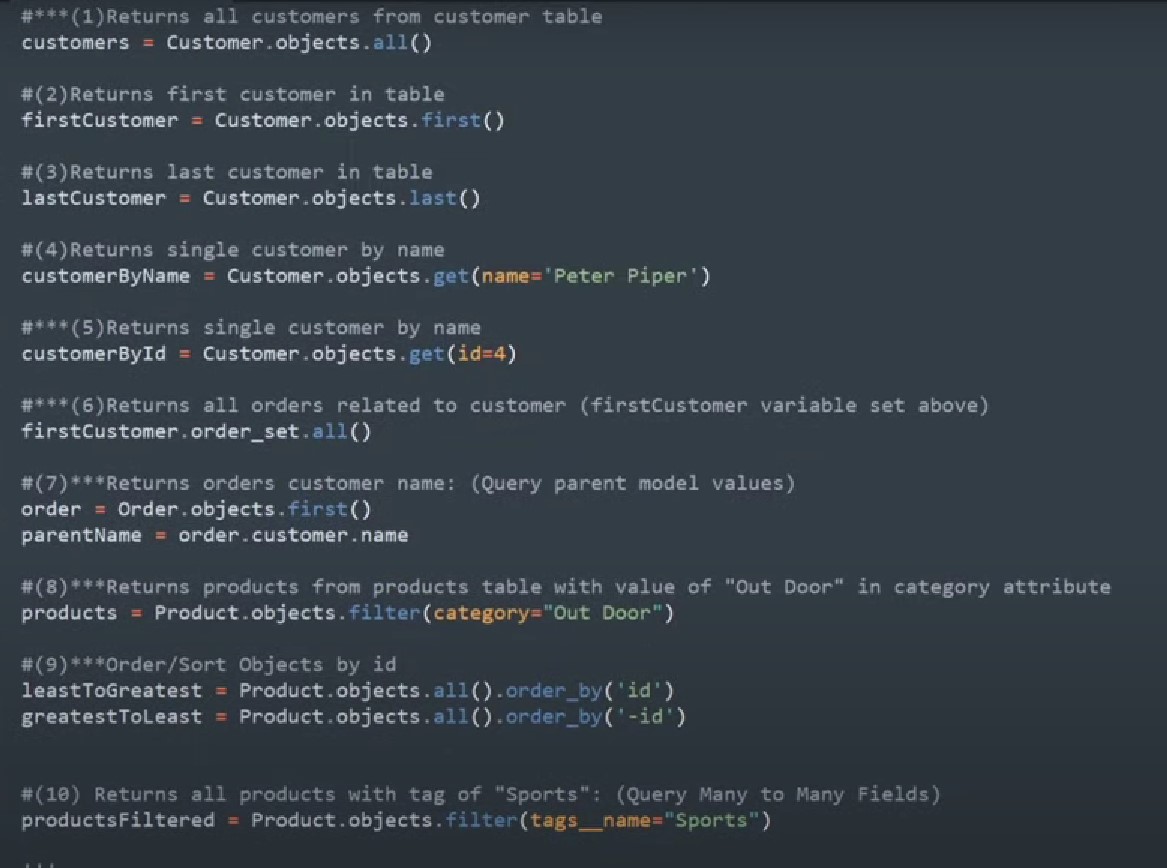 #***(1)Returns all customers from customer table
customers = Customer.objects.all()
#(2)Returns first customer in table
firstCustomer = Customer.objects.first()
#(3)Returns last customer in table
lastCustomer = Customer.objects.last()
#(4)Returns single customer by name
customerByName = Customer.objects.get(name='Peter Piper')
#***(5)Returns single customer by name
customerById = Customer.objects.get(id=4)
#***(6)Returns all orders related to customer (firstCustomer variable set above)
firstCustomer.order_set.all()
#(7)***Returns orders customer name: (Query parent model values)
order = Order.objects.first()
parentName = order.customer.name
#(8)***Returns products from products table with value of "Out Door" in category attribute
products = Product.objects.filter(category="Out Door")
#(9)***Order/Sort Objects by id
leastToGreatest = Product.objects.all().order_by('id')
greatestToLeast = Product.objects.all().order_by('-id')
#(10) Returns all products with tag of "Sports": (Query Many to Many Fields)
productsFiltered = Product.objects.filter(tags__name="Sports")
'''